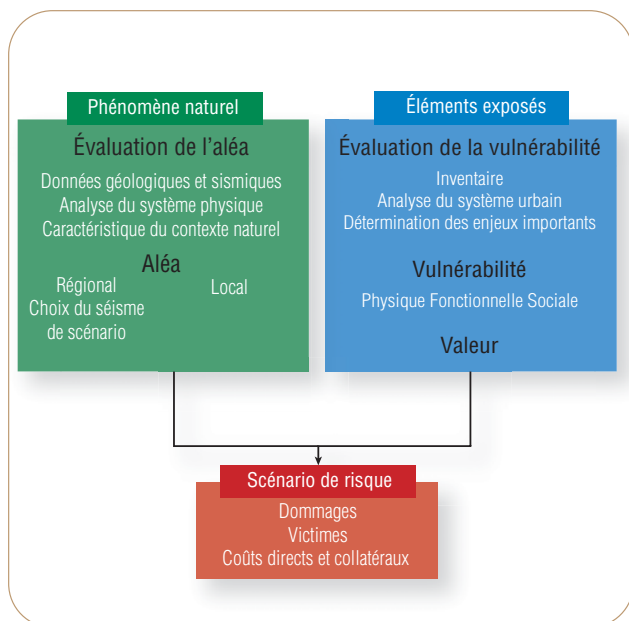 Phénomène naturel
Évaluation de l'aléa
Données géologiques et sismiques
Analyse du système physique
Caractéristique du contexte naturel
Aléa
Régional
Choix du séisme
de scénario
Local
Éléments exposés
Évaluation de la vulnérabilité
Inventaire
Analyse du système urbain
Détermination des enjeux importants
Vulnérabilité
Physique Fonctionnelle Sociale
Valeur
Scénario de risque
Dommages
Victimes
Coûts directs et collatéraux